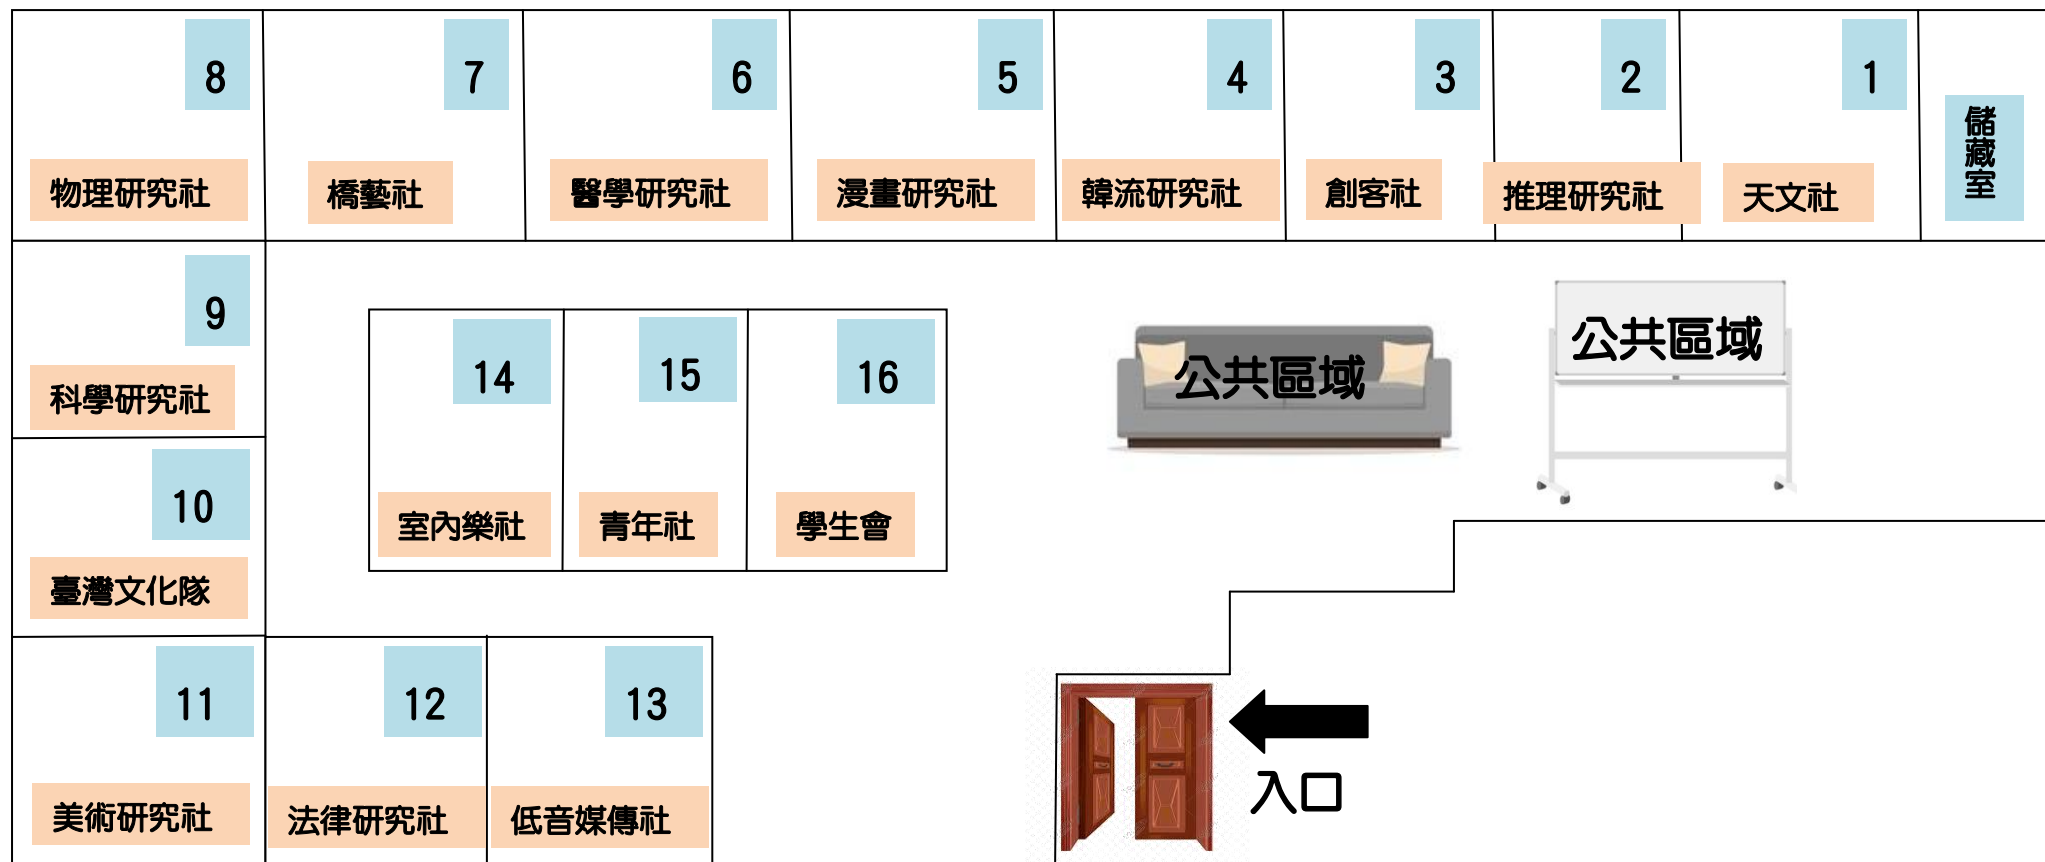 8
7
6
5
4
3
2
1
儲藏室
物理研究社
橋藝社
醫學研究社
漫畫研究社
韓流研究社
創客社
推理研究社
天文社
9
科學研究社
14
15
16
公共區域
公共區域
10
臺灣文化隊
室內樂社
青年社
學生會
11
12
13
美術研究社
法律研究社
低音媒傳社
入口